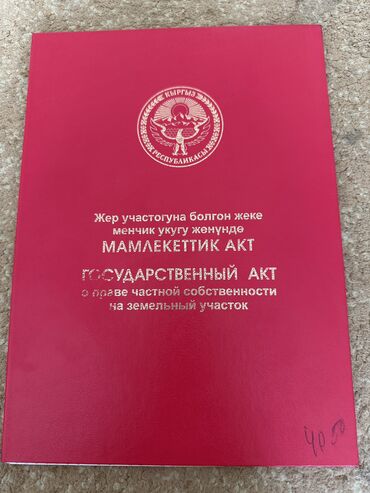 КЫРГЫЗ
РЕСПУБЛИКАСЫ
Жер участогуна болгон жеке
менчик укугу жөнүндө
МАМЛЕКЕТТИК АКТ
ГОСУДАРСТВЕННЫЙ АКТ
о праве частной собственности
на земельный участок